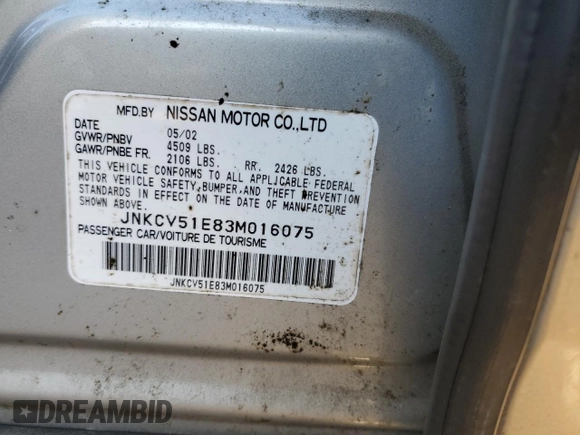 MFD.BY NISSAN MOTOR CO.,LTD
DATE 05/02
GVWR/PNBV 4509 LBS.
GAWR/PNBE FR. 2106 LBS. RR. 2426 LBS.
THIS VEHICLE CONFORMS TO ALL APPLICABLE FEDERAL
MOTOR VEHICLE SAFETY,BUMPER,AND THEFT PREVENTION
STANDARDS IN EFFECT ON THE DATE OF MANUFACTURE
SHOWN ABOVE.
JNKCV51E83M016075
PASSENGER CAR/VOITURE DE TOURISME
JNKCV51E83M016075
DREAMBID